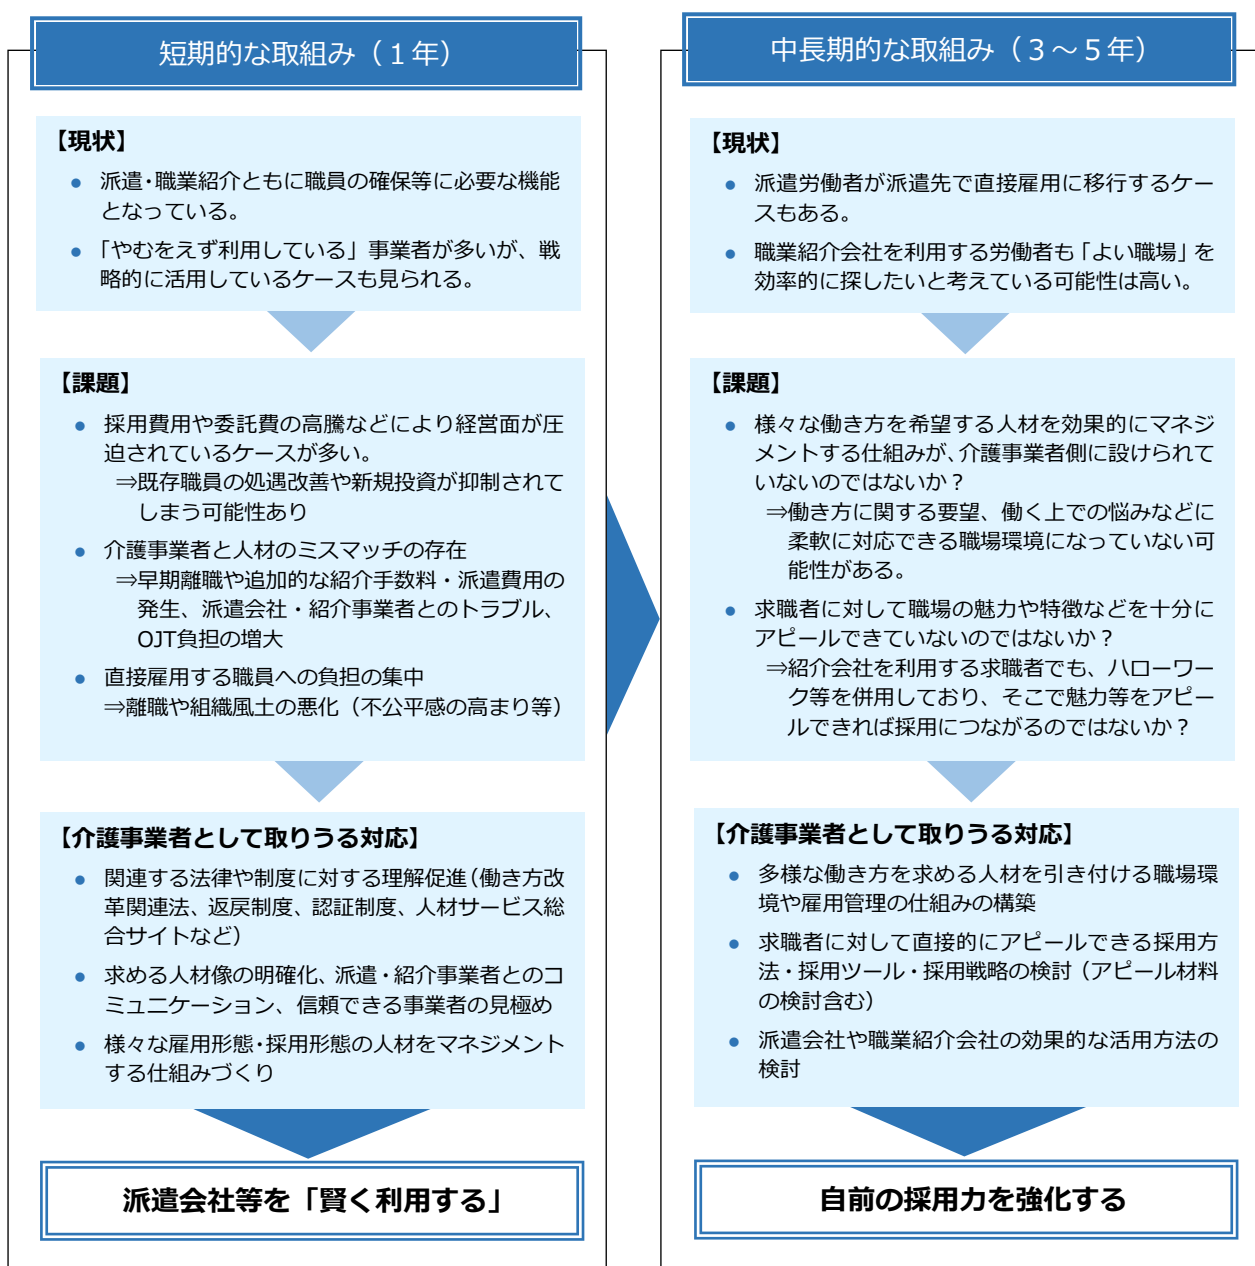 短期的な取組み（１年）
【現状】
● 派遣・職業紹介ともに職員の確保等に必要な機能
となっている。
● 「やむをえず利用している」事業者が多いが、戦
略的に活用しているケースも見られる。
【課題】
● 採用費用や委託費の高騰などにより経営面が圧
迫されているケースが多い。
⇒既存職員の処遇改善や新規投資が抑制されて
しまう可能性あり
● 介護事業者と人材のミスマッチの存在
⇒早期離職や追加的な紹介手数料・派遣費用の
発生、派遣会社・紹介事業者とのトラブル、
OJT負担の増大
● 直接雇用する職員への負担の集中
⇒離職や組織風土の悪化（不公平感の高まり等）
【介護事業者として取りうる対応】
● 関連する法律や制度に対する理解促進（働き方改
革関連法、返戻制度、認証制度、人材サービス総
合サイトなど）
● 求める人材像の明確化、派遣・紹介事業者とのコ
ミュニケーション、信頼できる事業者の見極め
● 様々な雇用形態・採用形態の人材をマネジメント
する仕組みづくり
派遣会社等を「賢く利用する」
中長期的な取組み（３～５年）
【現状】
● 派遣労働者が派遣先で直接雇用に移行するケー
スもある。
● 職業紹介会社を利用する労働者も「よい職場」を
効率的に探したいと考えている可能性は高い。
【課題】
● 様々な働き方を希望する人材を効果的にマネジ
メントする仕組みが、介護事業者側に設けられて
いないのではないか？
⇒働き方に関する要望、働く上での悩みなどに
柔軟に対応できる職場環境になっていない可
能性がある。
● 求職者に対して職場の魅力や特徴などを十分に
アピールできていないのではないか？
⇒紹介会社を利用する求職者でも、ハローワー
ク等を併用しており、そこで魅力等をアピー
ルできれば採用につながるのではないか？
【介護事業者として取りうる対応】
● 多様な働き方を求める人材を引き付ける職場環
境や雇用管理の仕組みの構築
● 求職者に対して直接的にアピールできる採用方
法・採用ツール・採用戦略の検討（アピール材料
の検討含む）
● 派遣会社や職業紹介会社の効果的な活用方法の
検討
自前の採用力を強化する